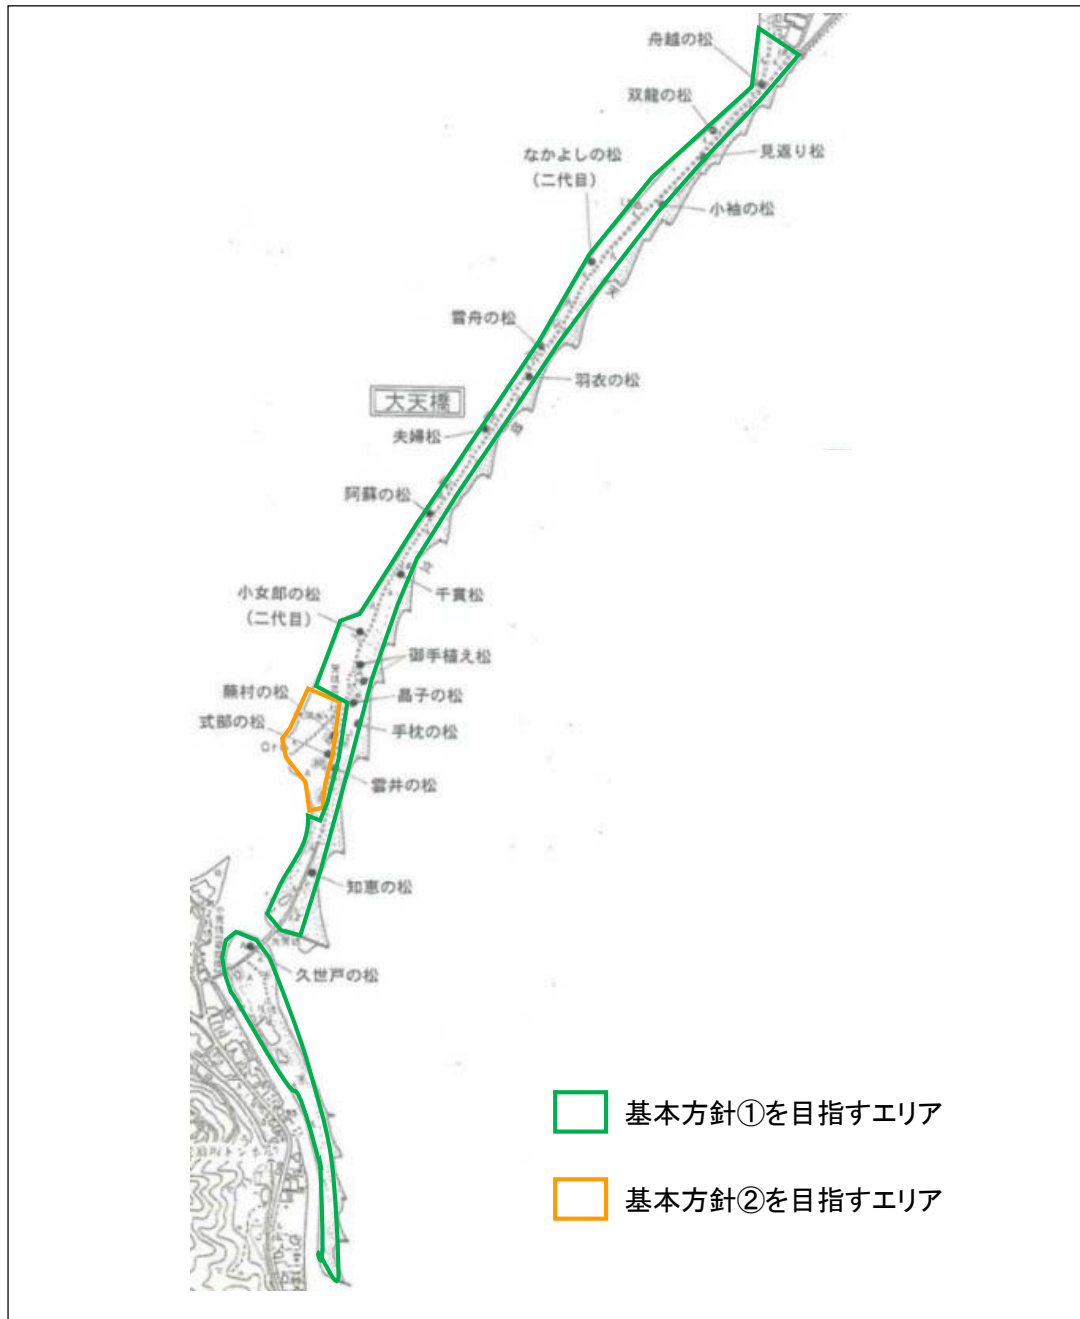 舟越の松
双龍の松
見返り松
なかよしの松
(二代目)
小袖の松
雪舟の松
羽衣の松
大天橋
夫婦松
阿蘇の松
千貫松
小女郎の松
(二代目)
御手植え松
蕪村の松
晶子の松
式部の松
手枕の松
雲井の松
知恵の松
久世戸の松
基本方針①を目指すエリア
基本方針②を目指すエリア